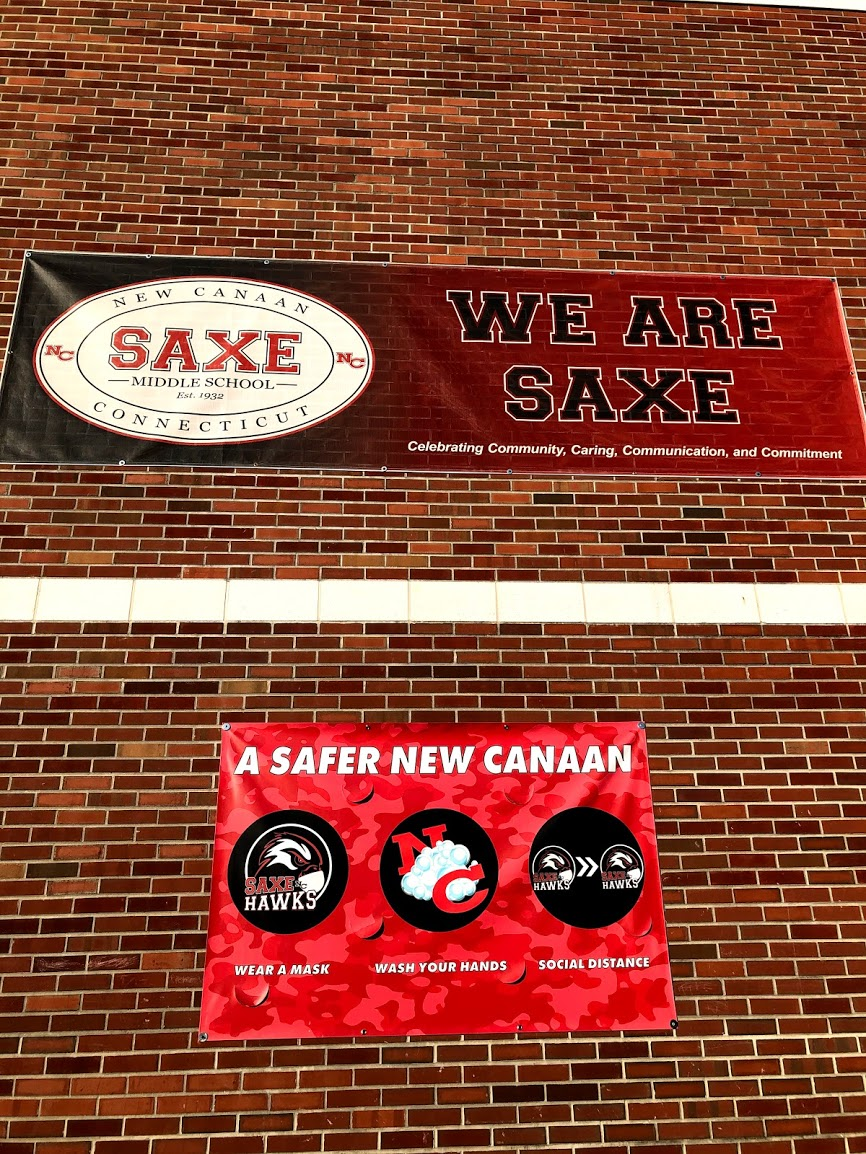 NEW CANAAN
NC
SAXE
NC
MIDDLE SCHOOL
Est. 1932
CONNECTICUT
WE ARE
SAXE
Celebrating Community, Caring, Communication, and Commitment
A SAFER NEW CANAAN
SAXE
HAWKS
NC
SAXE
HAWKS
SAXE
HAWKS
WEAR A MASK
WASH YOUR HANDS
SOCIAL DISTANCE